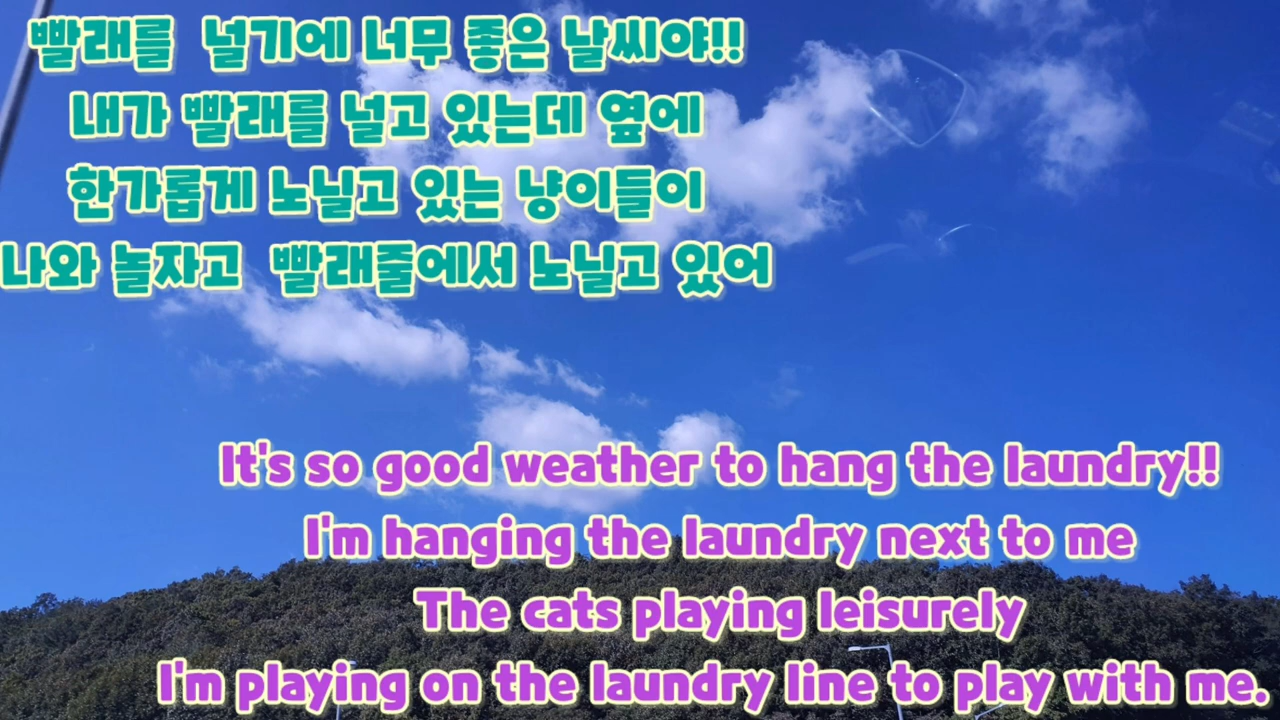 빨래를 널기에 너무 좋은 날씨야!!
내가 빨래를 널고 있는데 옆에
한가롭게 노닐고 있는 냥이들이
나와 놀자고 빨래줄에서 노닐고 있어
It's so good weather to hang the laundry!!
I'm hanging the laundry next to me
The cats playing leisurely
I'm playing on the laundry line to play with me.